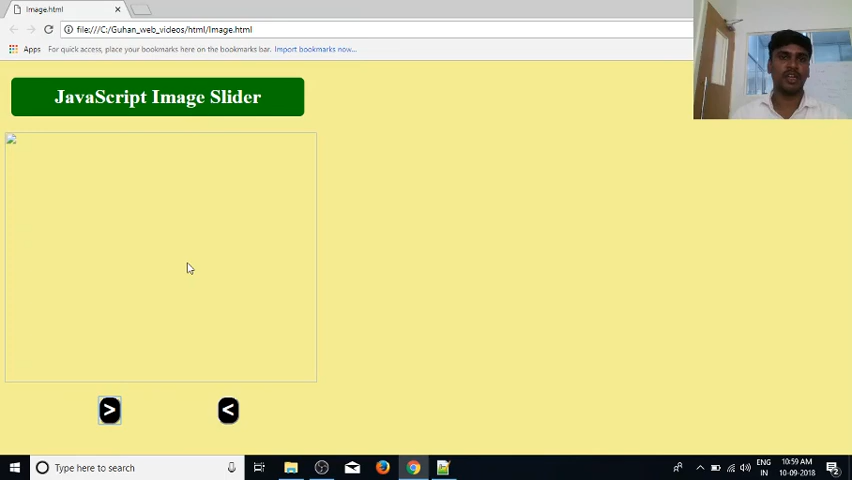 Image.html
file:///C:/Guhan_web_videos/html/Image.html
Apps
For quick access, place your bookmarks here on the bookmarks bar. Import bookmarks now...
JavaScript Image Slider
>
<
Type here to search
ENG
IN
10:59 AM
10-09-2018
2